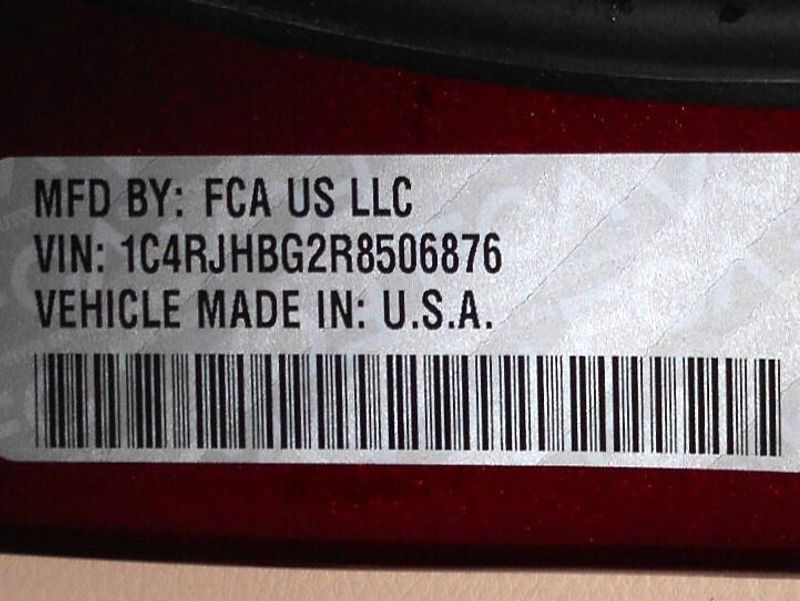 MFD BY: FCA US LLC
VIN: 1C4RJHBG2R8506876
VEHICLE MADE IN: U.S.A.